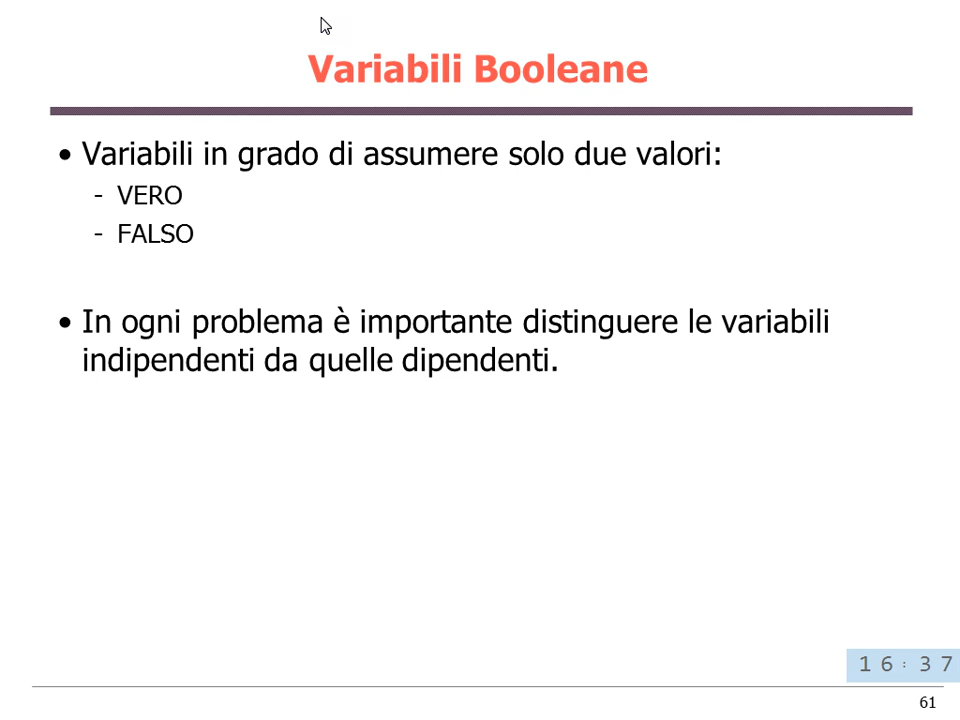 Variabili Booleane
• Variabili in grado di assumere solo due valori:
- VERO
- FALSO
• In ogni problema è importante distinguere le variabili
indipendenti da quelle dipendenti.
16:37
61